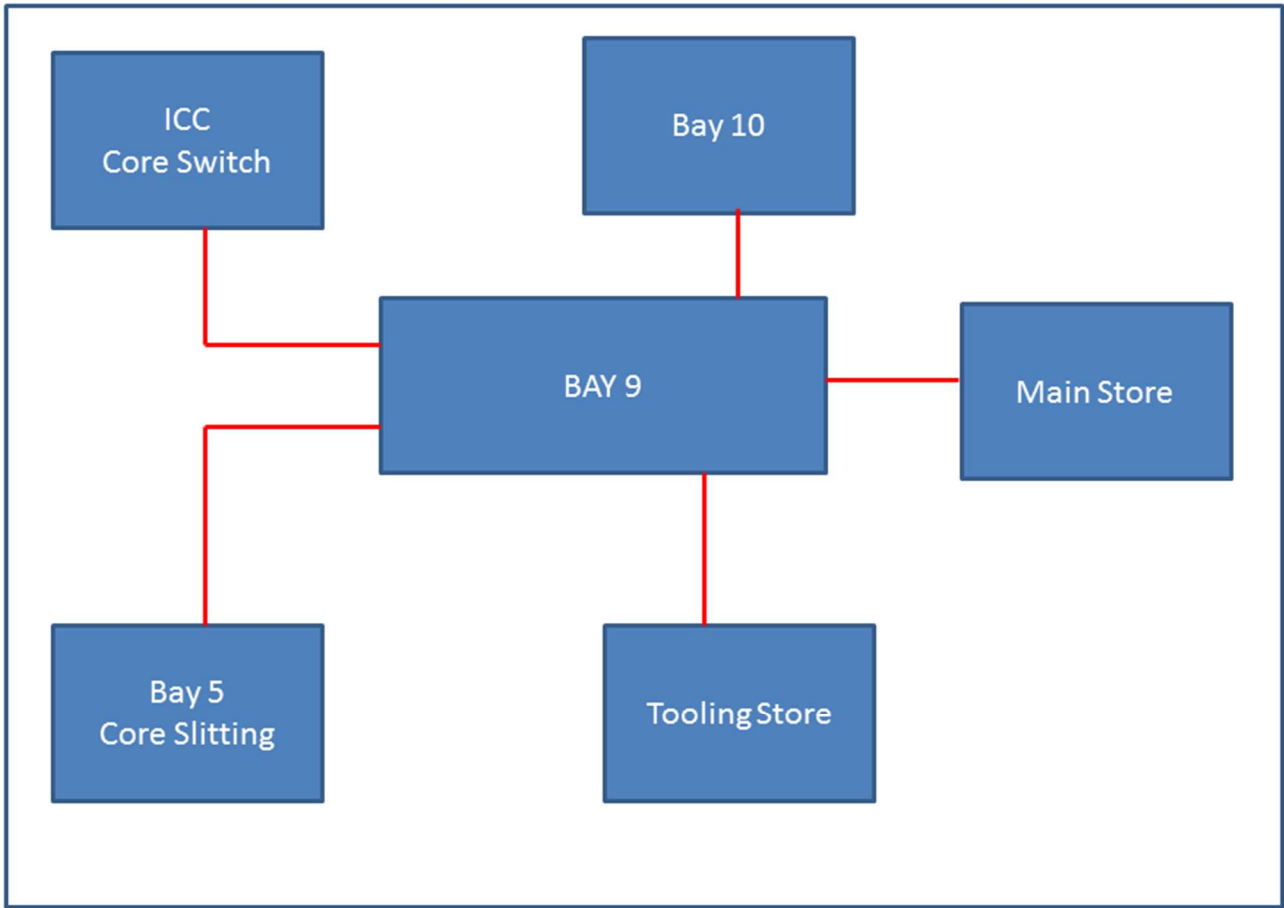 ICC
Core Switch
Bay 10
BAY 9
Main Store
Bay 5
Core Slitting
Tooling Store